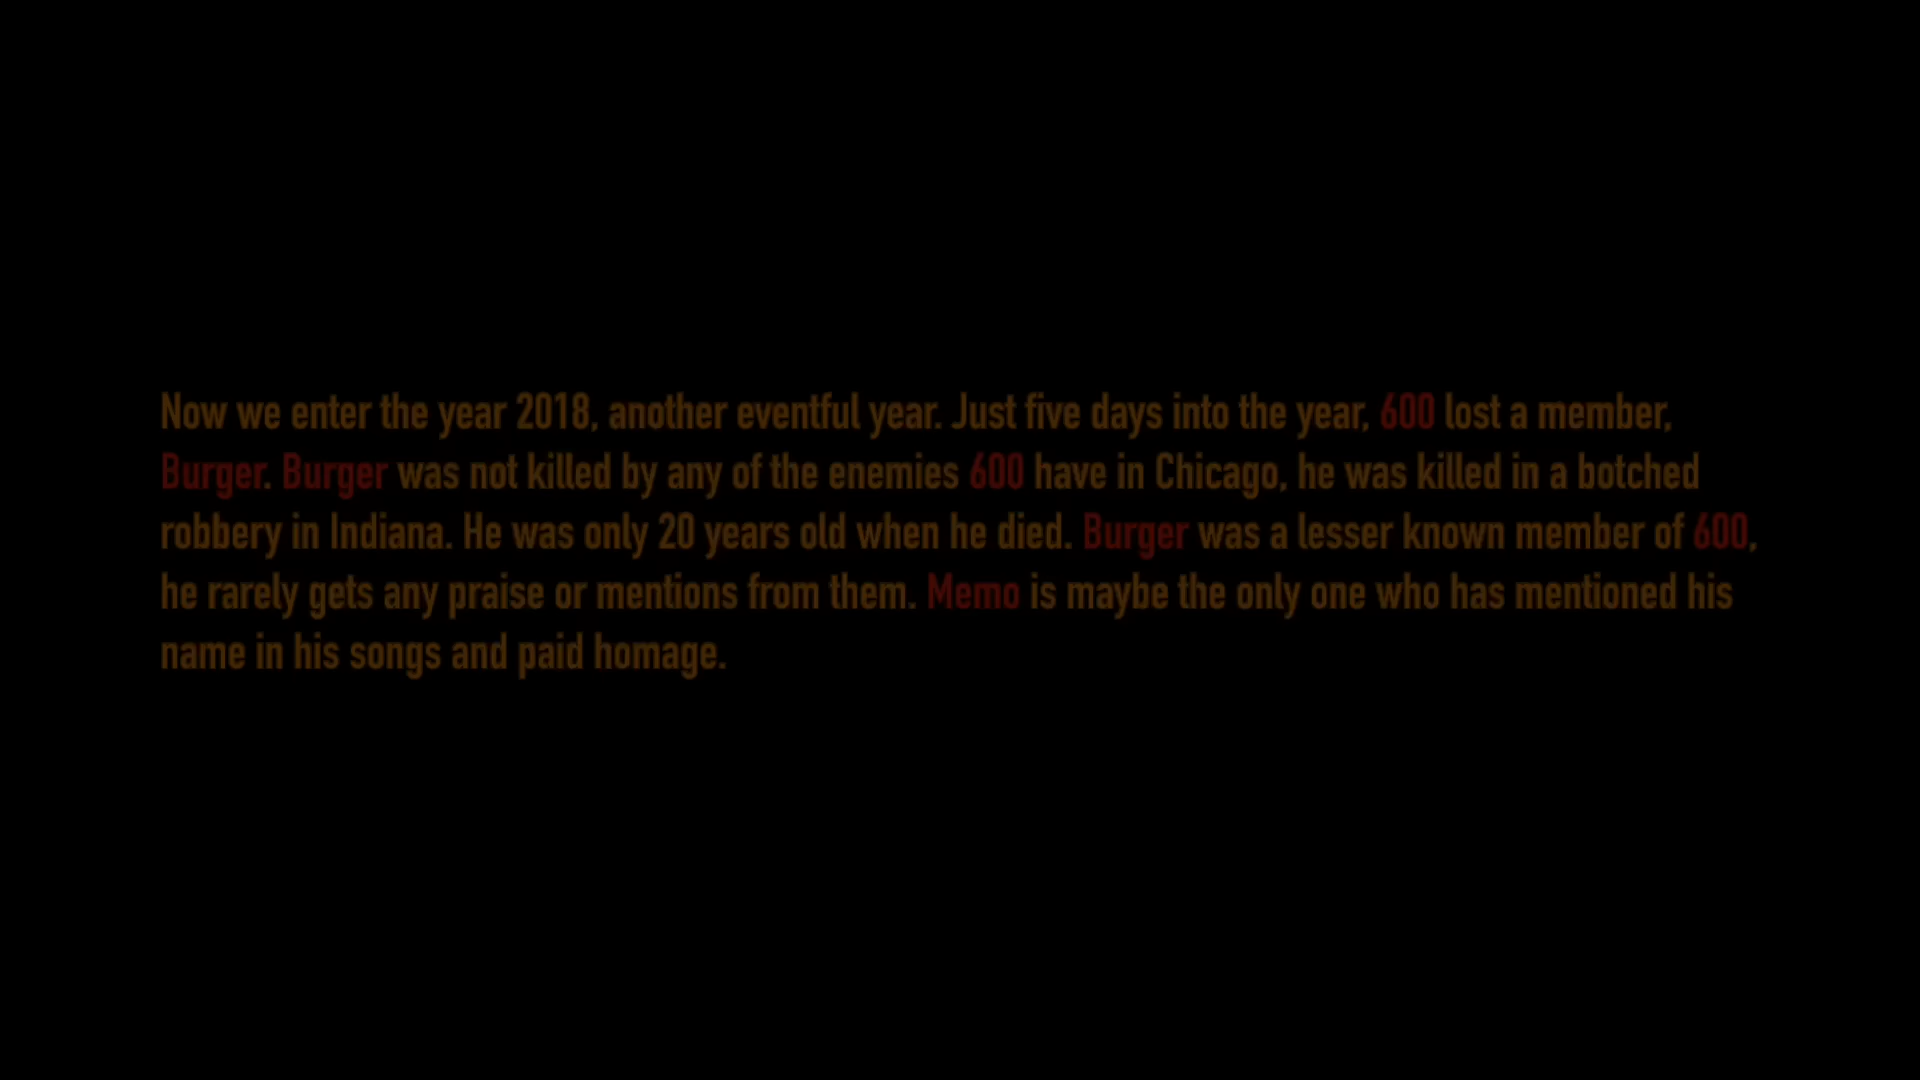 Now we enter the year 2018, another eventful year. Just five days into the year, 600 lost a member,
Burger. Burger was not killed by any of the enemies 600 have in Chicago, he was killed in a botched
robbery in Indiana. He was only 20 years old when he died. Burger was a lesser known member of 600,
he rarely gets any praise or mentions from them. Memo is maybe the only one who has mentioned his
name in his songs and paid homage.